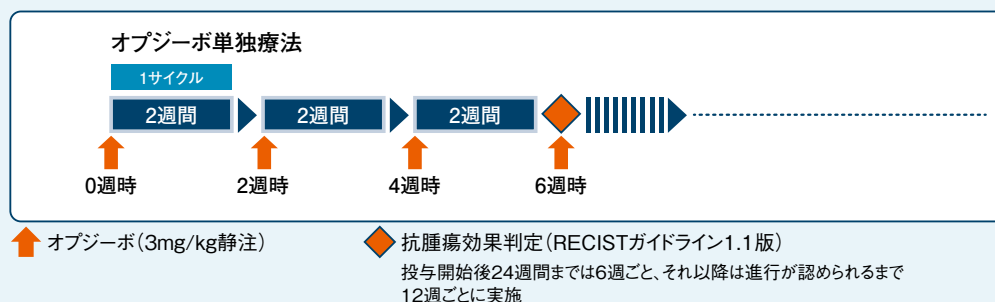 オプジーボ単独療法
1サイクル
2週間 2週間 2週間
0週時 2週時 4週時 6週時
オプジーボ（3mg/kg静注） 抗腫瘍効果判定（RECISTガイドライン1.1版）
投与開始後24週間までは6週ごと、それ以降は進行が認められるまで
12週ごとに実施